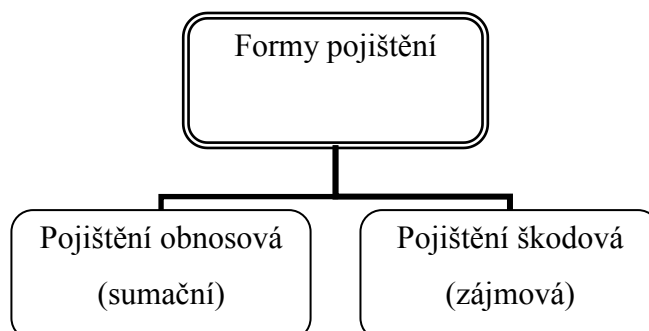 Formy pojištění
Pojištění obnosová
(sumační)
Pojištění škodová
(zájmová)